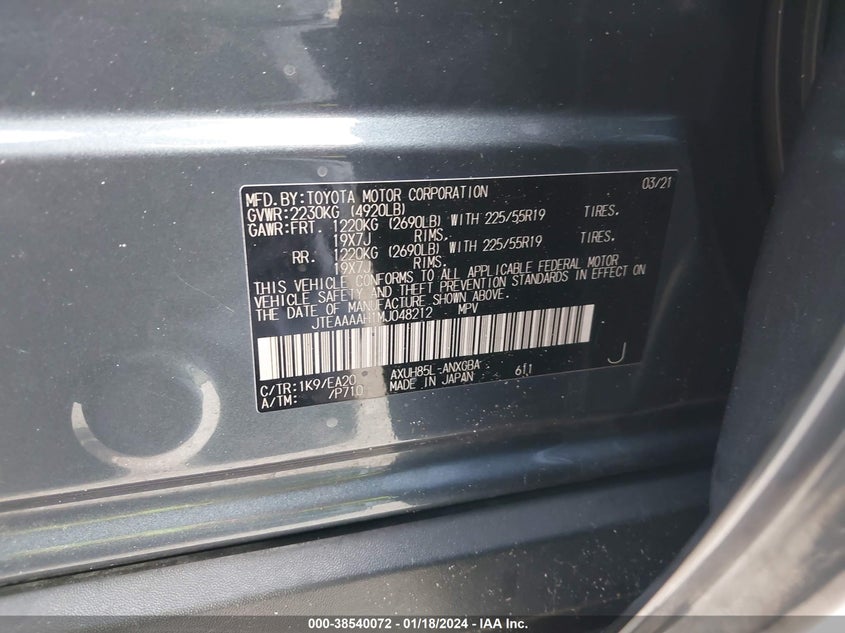 MFD.BY:TOYOTA MOTOR CORPORATION 03/21
GVWR:2230KG (4920LB)
GAWR:FRT. 1220KG (2690LB) WITH 225/55R19 TIRES.
19X7J RIMS.
RR. 1220KG (2690LB) WITH 225/55R19 TIRES.
19X7J RIMS.
THIS VEHICLE CONFORMS TO ALL APPLICABLE FEDERAL MOTOR
VEHICLE SAFETY AND THEFT PREVENTION STANDARDS IN EFFECT ON
THE DATE OF MANUFACTURE SHOWN ABOVE.
JTEAAAAH1MJ048212 MPV
C/TR:1K9/EA20 AXUH85L-ANXGBA 611 J
A/TM: /P710 MADE IN JAPAN
000-38540072 - 01/18/2024 - IAA Inc.